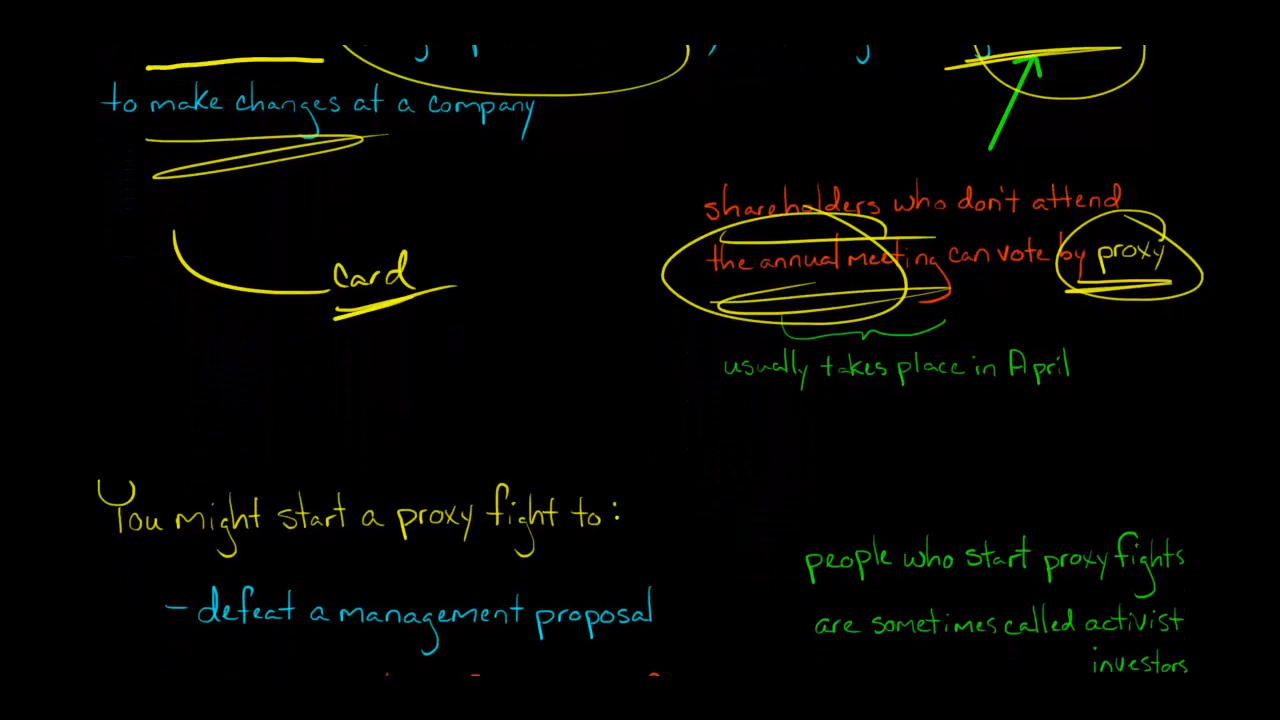 to make changes at a company
shareholders who don't attend
the annual meeting can vote by proxy
card
usually takes place in April
You might start a proxy fight to:
- defeat a management proposal
people who start proxy fights
are sometimes called activist
investors